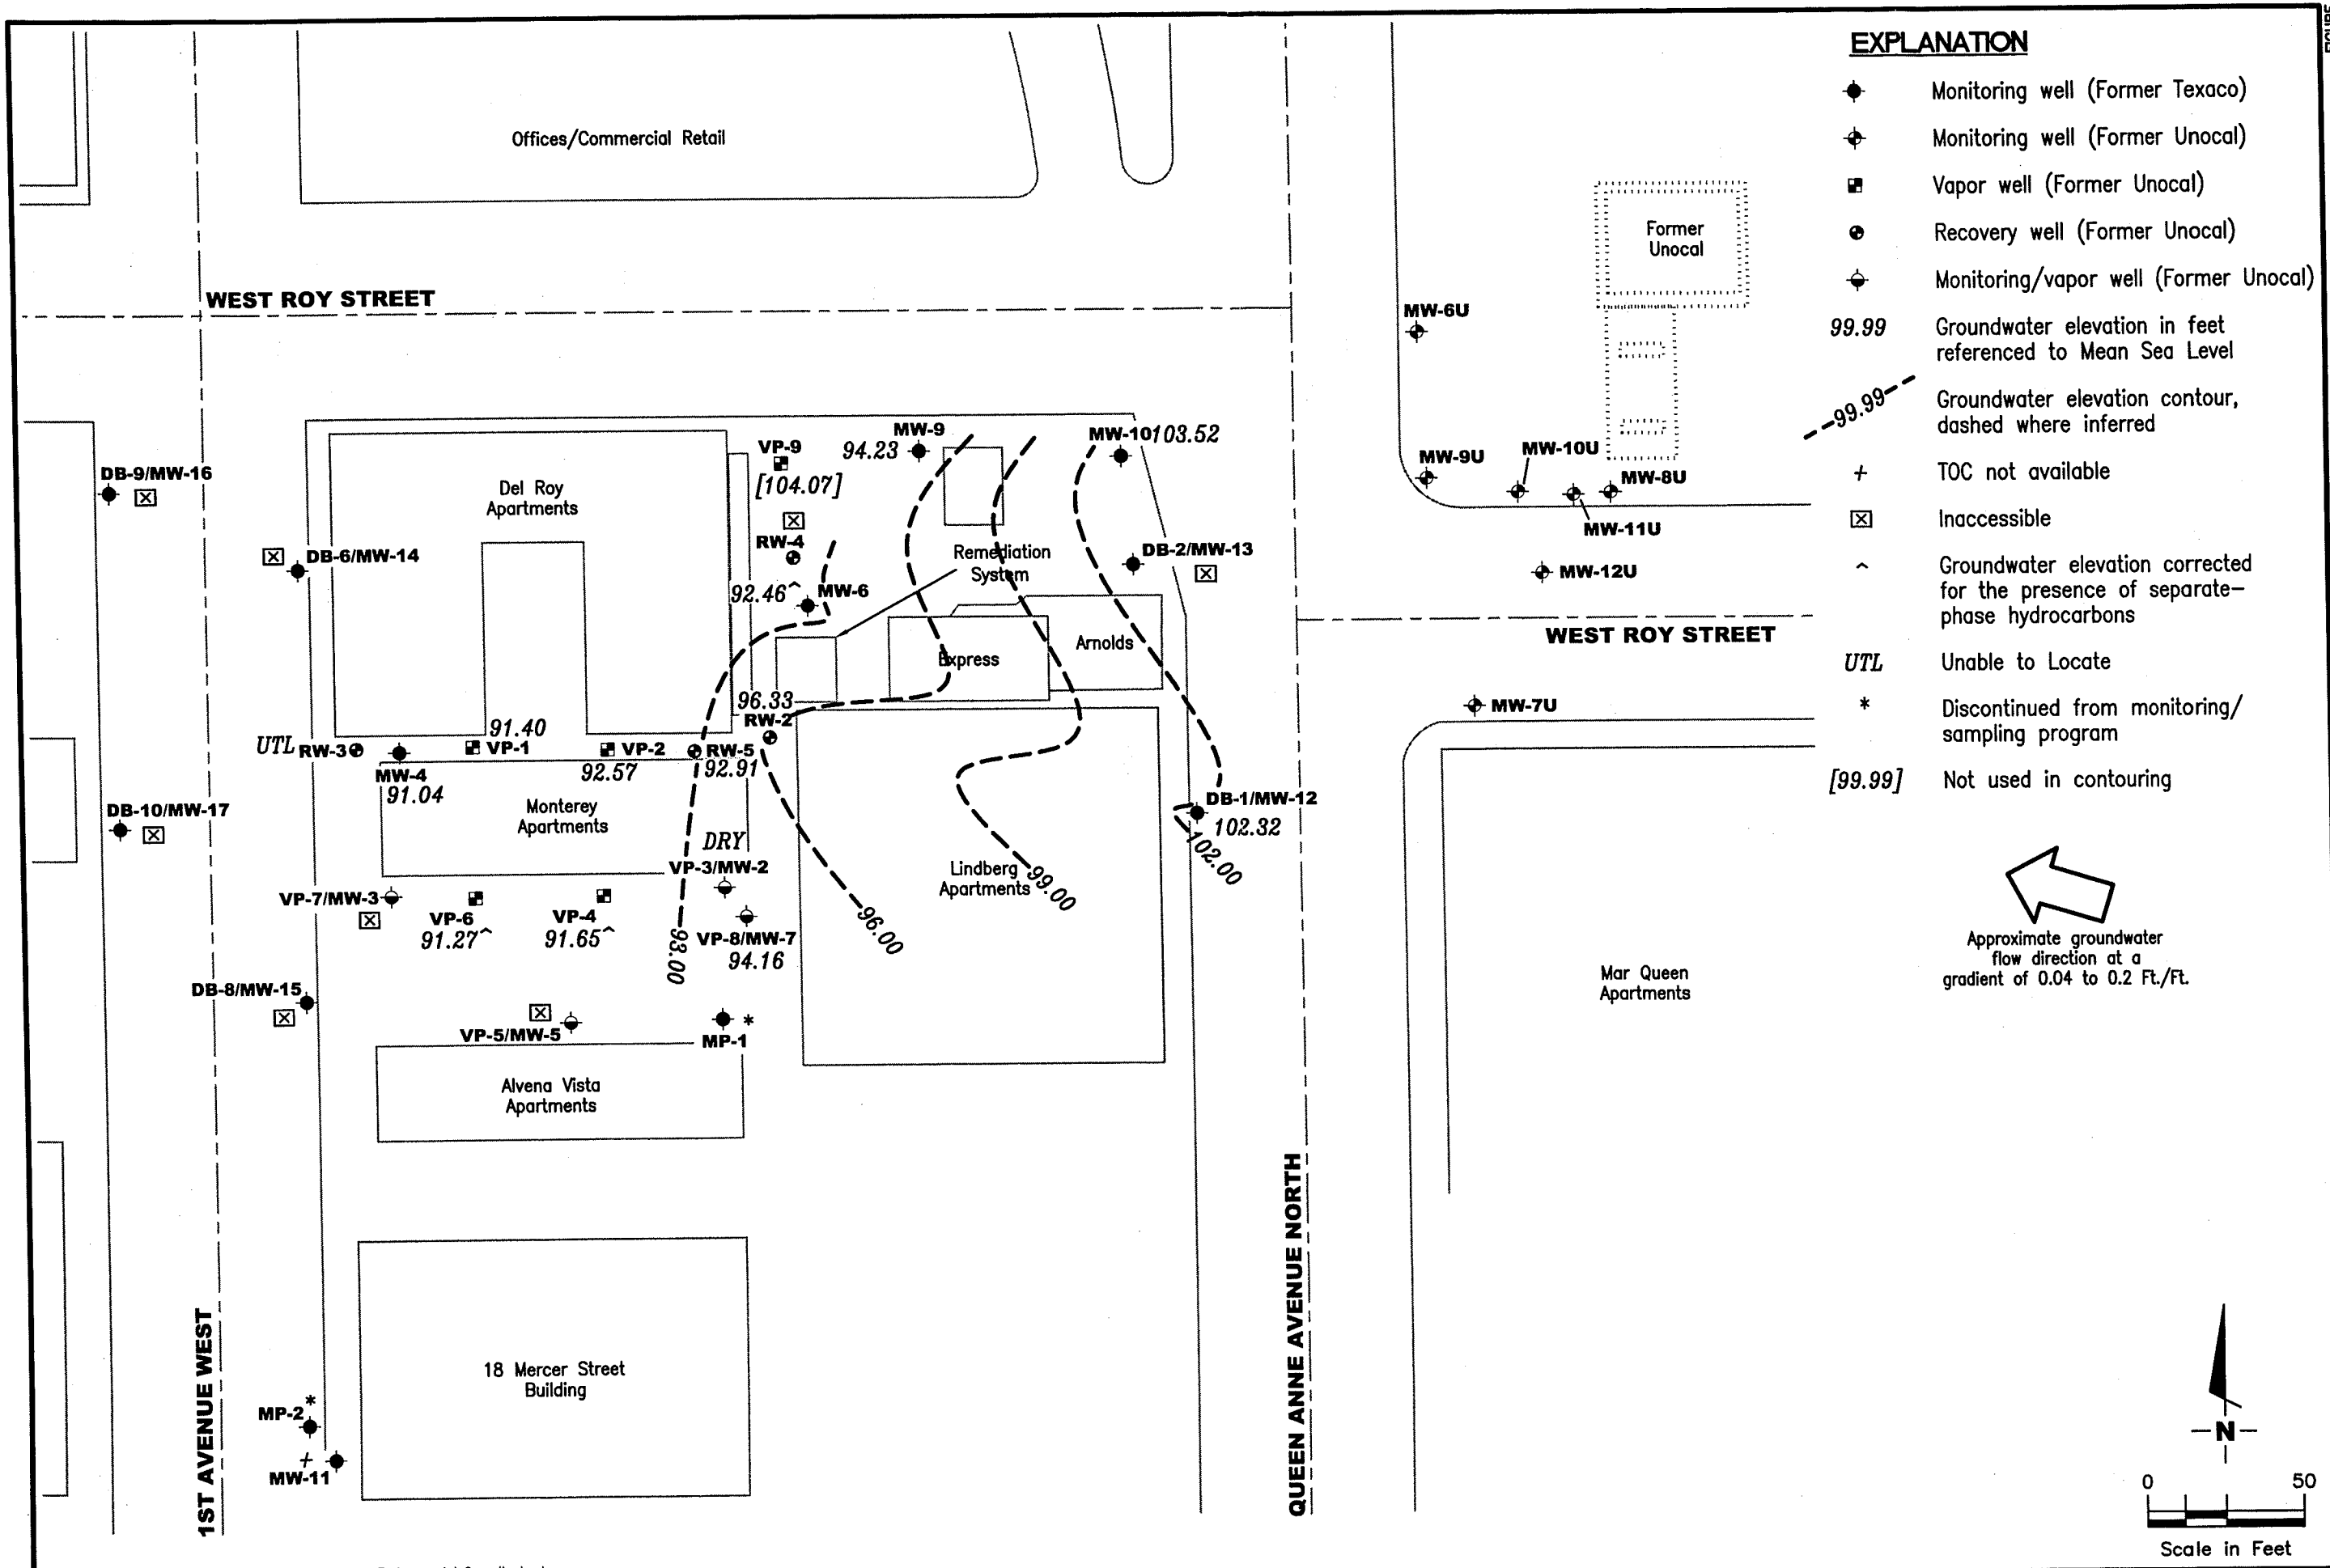 FIGURE
EXPLANATION
Monitoring well (Former Texaco)
Monitoring well (Former Unocal)
Vapor well (Former Unocal)
Recovery well (Former Unocal)
Monitoring/vapor well (Former Unocal)
99.99 Groundwater elevation in feet
referenced to Mean Sea Level
99.99 Groundwater elevation contour,
dashed where inferred
+ TOC not available
Inaccessible
^ Groundwater elevation corrected
for the presence of separate-
phase hydrocarbons
UTL Unable to Locate
* Discontinued from monitoring/
sampling program
[99.99] Not used in contouring
Approximate groundwater
flow direction at a
gradient of 0.04 to 0.2 Ft./Ft.
N
0 50
Scale in Feet
Offices/Commercial Retail
WEST ROY STREET
Former
Unocal
MW-6U
MW-9U
MW-10U
MW-8U
MW-11U
MW-12U
WEST ROY STREET
MW-7U
Mar Queen
Apartments
DB-9/MW-16
DB-6/MW-14
Del Roy
Apartments
VP-9
[104.07]
MW-9
94.23
MW-10 103.52
RW-4
92.46^ MW-6
Remediation
System
DB-2/MW-13
Express
Arnolds
96.33
RW-2
UTL RW-3
91.40
VP-1
VP-2
92.57
RW-5
92.91
MW-4
91.04
Monterey
Apartments
DB-10/MW-17
DB-1/MW-12
102.32
102.00
DRY
VP-3/MW-2
Lindberg
Apartments
99.00
96.00
93.00
VP-7/MW-3
VP-6
91.27^
VP-4
91.65^
VP-8/MW-7
94.16
DB-8/MW-15
VP-5/MW-5
*
MP-1
Alvena Vista
Apartments
18 Mercer Street
Building
*
MP-2
+
MW-11
1ST AVENUE WEST
QUEEN ANNE AVENUE NORTH